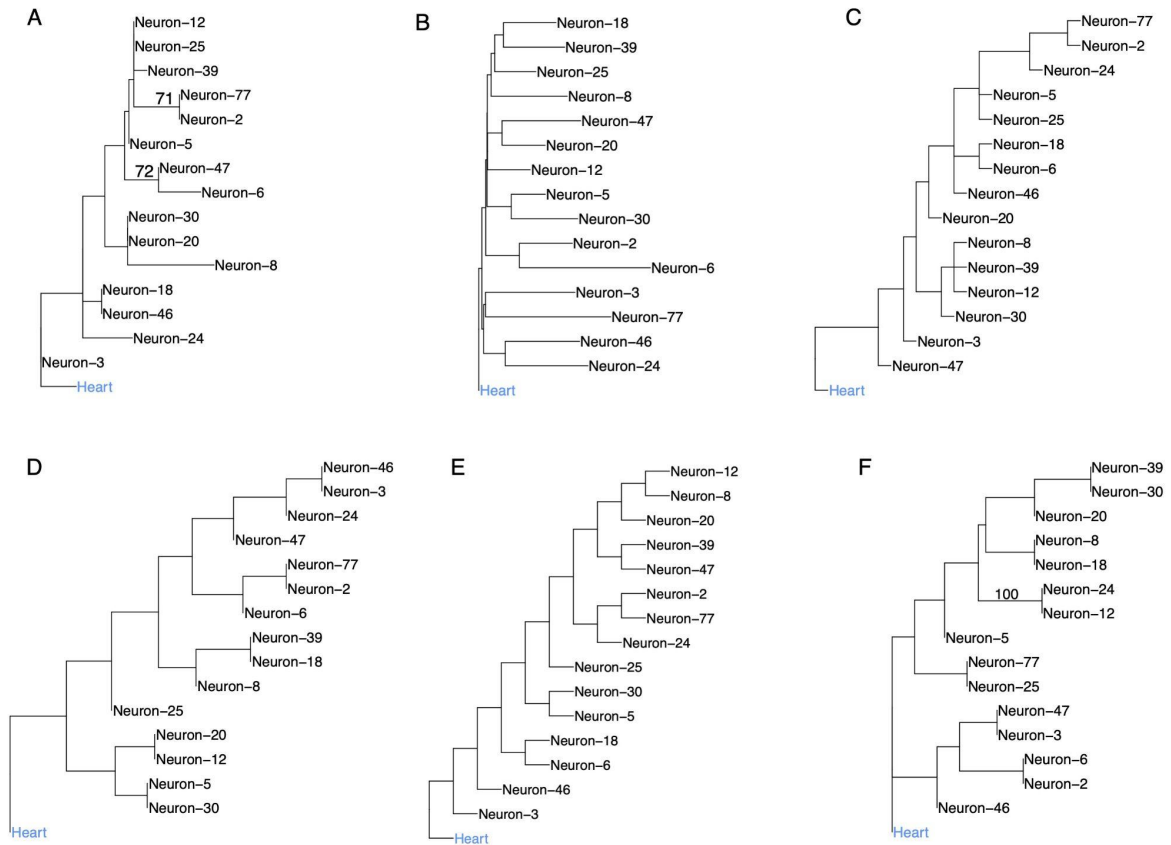 A
Neuron–12
Neuron–25
Neuron–39
71
Neuron–77
Neuron–2
Neuron–5
72
Neuron–47
Neuron–6
Neuron–30
Neuron–20
Neuron–8
Neuron–18
Neuron–46
Neuron–24
Neuron–3
Heart
B
Neuron–18
Neuron–39
Neuron–25
Neuron–8
Neuron–47
Neuron–20
Neuron–12
Neuron–5
Neuron–30
Neuron–2
Neuron–6
Neuron–3
Neuron–77
Neuron–46
Neuron–24
Heart
C
Neuron–77
Neuron–2
Neuron–24
Neuron–5
Neuron–25
Neuron–18
Neuron–6
Neuron–46
Neuron–20
Neuron–8
Neuron–39
Neuron–12
Neuron–30
Neuron–3
Neuron–47
Heart
D
Neuron–46
Neuron–3
Neuron–24
Neuron–47
Neuron–77
Neuron–2
Neuron–6
Neuron–39
Neuron–18
Neuron–8
Neuron–25
Neuron–20
Neuron–12
Neuron–5
Neuron–30
Heart
E
Neuron–12
Neuron–8
Neuron–20
Neuron–39
Neuron–47
Neuron–2
Neuron–77
Neuron–24
Neuron–25
Neuron–30
Neuron–5
Neuron–18
Neuron–6
Neuron–46
Neuron–3
Heart
F
Neuron–39
Neuron–30
Neuron–20
Neuron–8
Neuron–18
100
Neuron–24
Neuron–12
Neuron–5
Neuron–77
Neuron–25
Neuron–47
Neuron–3
Neuron–6
Neuron–2
Neuron–46
Heart